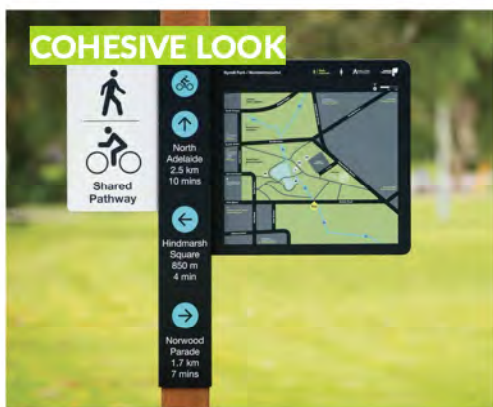 COHESIVE LOOK
Shared
Pathway
North
Adelaide
2.5 km
10 mins
Hindmarsh
Square
850 m
4 min
Norwood
Parade
1.7 km
7 mins